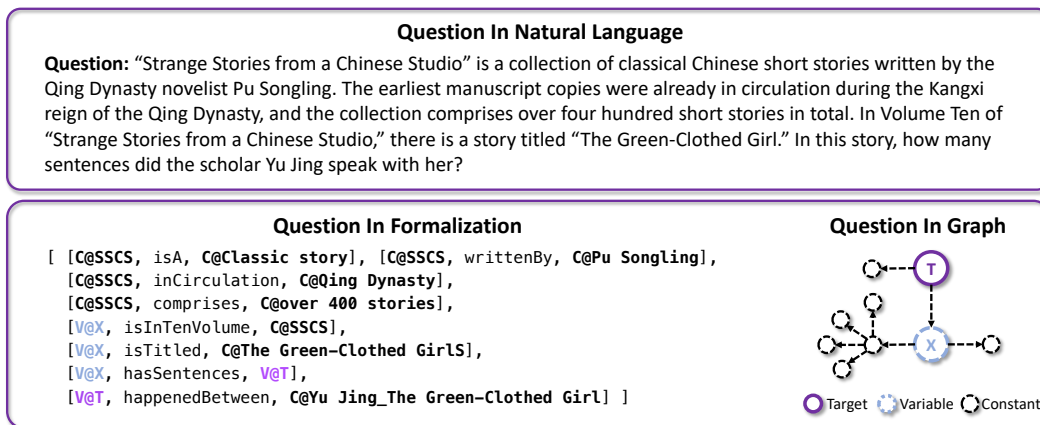 Question In Natural Language
Question: “Strange Stories from a Chinese Studio” is a collection of classical Chinese short stories written by the
Qing Dynasty novelist Pu Songling. The earliest manuscript copies were already in circulation during the Kangxi
reign of the Qing Dynasty, and the collection comprises over four hundred short stories in total. In Volume Ten of
“Strange Stories from a Chinese Studio,” there is a story titled “The Green-Clothed Girl.” In this story, how many
sentences did the scholar Yu Jing speak with her?
Question In Formalization
[ [C@SSCS, isA, C@Classic story], [C@SSCS, writtenBy, C@Pu Songling],
[C@SSCS, inCirculation, C@Qing Dynasty],
[C@SSCS, comprises, C@over 400 stories],
[V@X, isInTenVolume, C@SSCS],
[V@X, isTitled, C@The Green-Clothed GirlS],
[V@X, hasSentences, V@T],
[V@T, happenedBetween, C@Yu Jing_The Green-Clothed Girl] ]
Question In Graph
T
X
Target Variable Constant